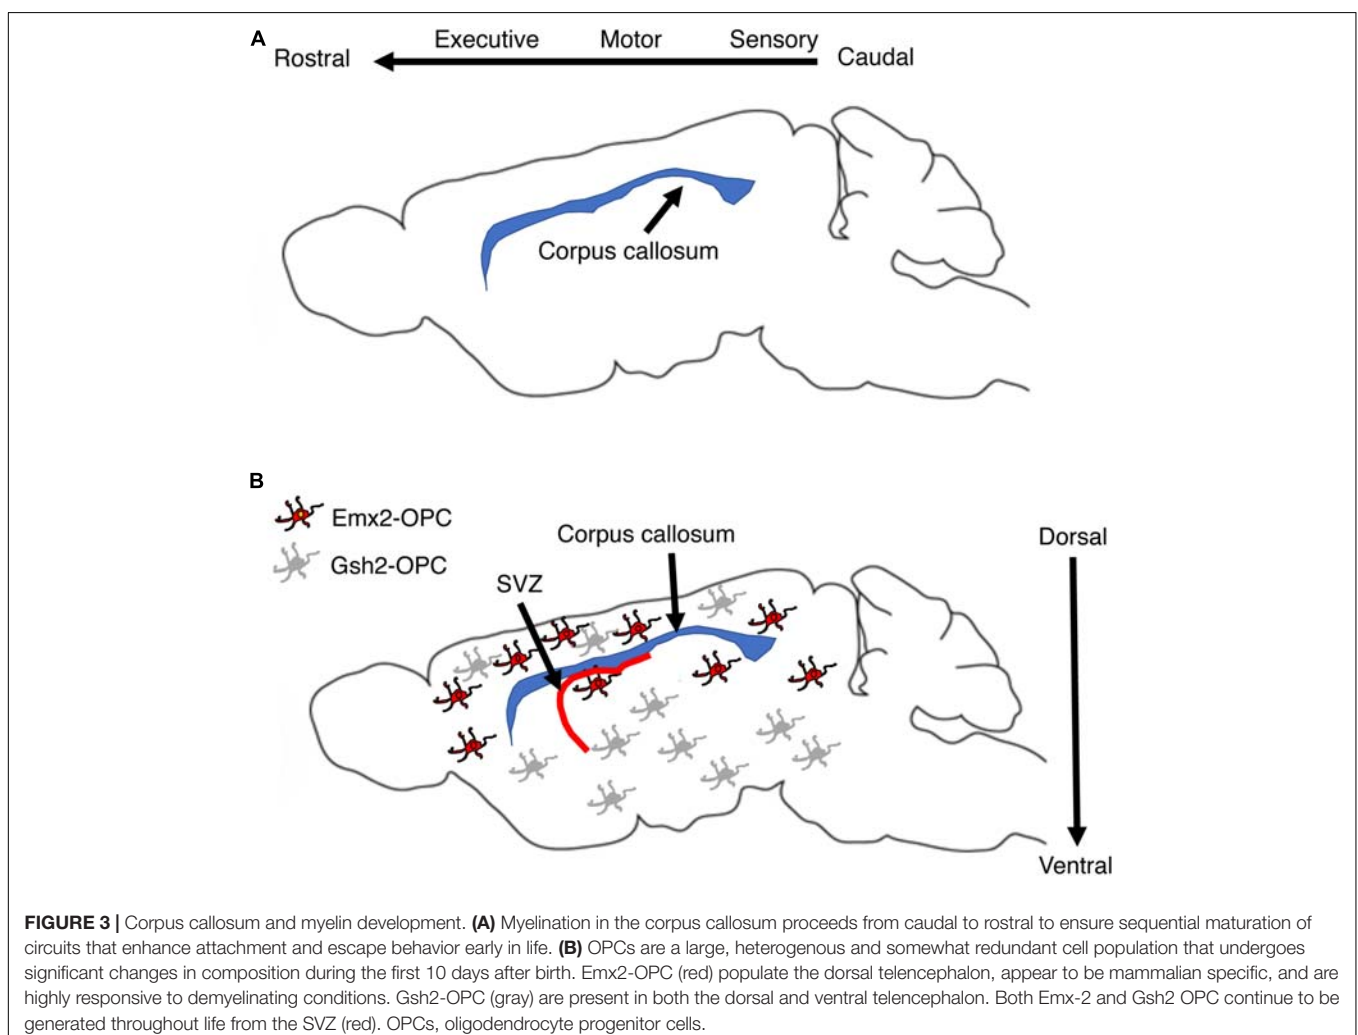 A
Executive Motor Sensory
Rostral Caudal
Corpus callosum
B
Emx2-OPC
Gsh2-OPC
Corpus callosum
SVZ
Dorsal
Ventral
FIGURE 3 | Corpus callosum and myelin development. (A) Myelination in the corpus callosum proceeds from caudal to rostral to ensure sequential maturation of
circuits that enhance attachment and escape behavior early in life. (B) OPCs are a large, heterogenous and somewhat redundant cell population that undergoes
significant changes in composition during the first 10 days after birth. Emx2-OPC (red) populate the dorsal telencephalon, appear to be mammalian specific, and are
highly responsive to demyelinating conditions. Gsh2-OPC (gray) are present in both the dorsal and ventral telencephalon. Both Emx-2 and Gsh2 OPC continue to be
generated throughout life from the SVZ (red). OPCs, oligodendrocyte progenitor cells.